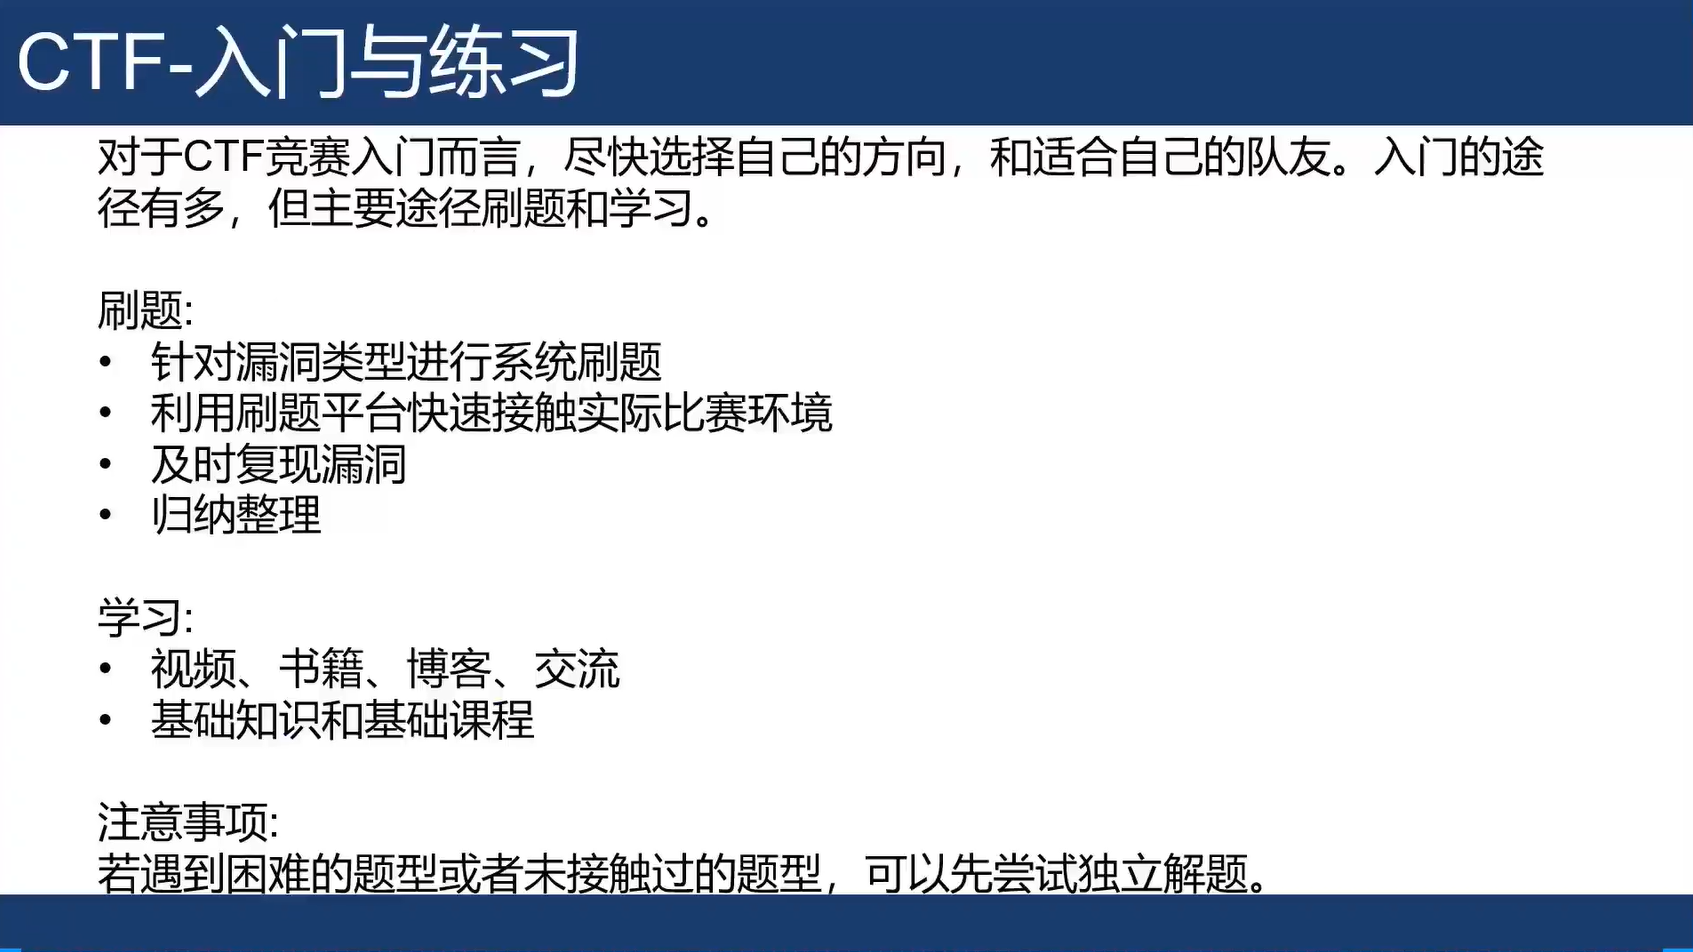 CTF-入门与练习
对于CTF竞赛入门而言，尽快选择自己的方向，和适合自己的队友。入门的途
径有多，但主要途径刷题和学习。
刷题:
• 针对漏洞类型进行系统刷题
• 利用刷题平台快速接触实际比赛环境
• 及时复现漏洞
• 归纳整理
学习:
• 视频、书籍、博客、交流
• 基础知识和基础课程
注意事项:
若遇到困难的题型或者未接触过的题型，可以先尝试独立解题。